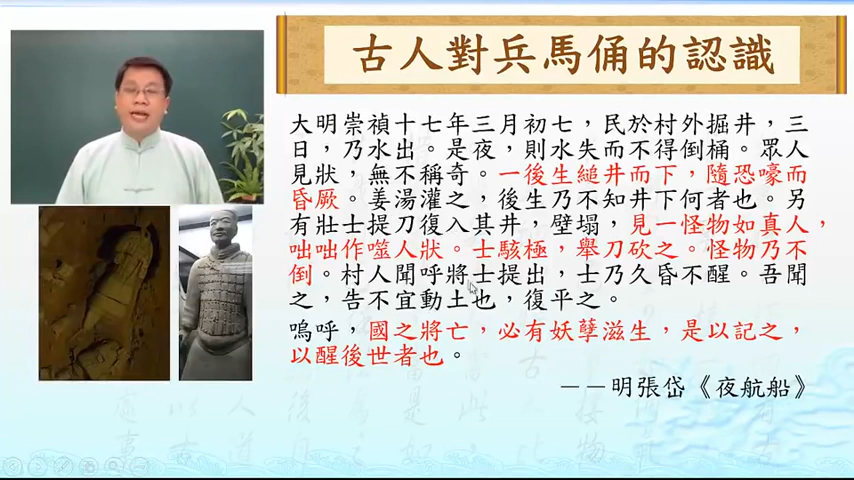 古人對兵馬俑的認識
大明崇禎十七年三月初七，民於村外掘井，三
日，乃水出。是夜，則水失而不得倒桶。眾人
見狀，無不稱奇。一後生縋井而下，隨恐嚎而
昏厥。姜湯灌之，後生乃不知井下何者也。另
有壯士提刀復入其井，壁塌，見一怪物如真人，
咄咄作噬人狀。士駭極，舉刀砍之。怪物乃不
倒。村人聞呼將士提出，士乃久昏不醒。吾聞
之，告不宜動土也，復平之。
嗚呼，國之將亡，必有妖孽滋生，是以記之，
以醒後世者也。
－－明張岱《夜航船》